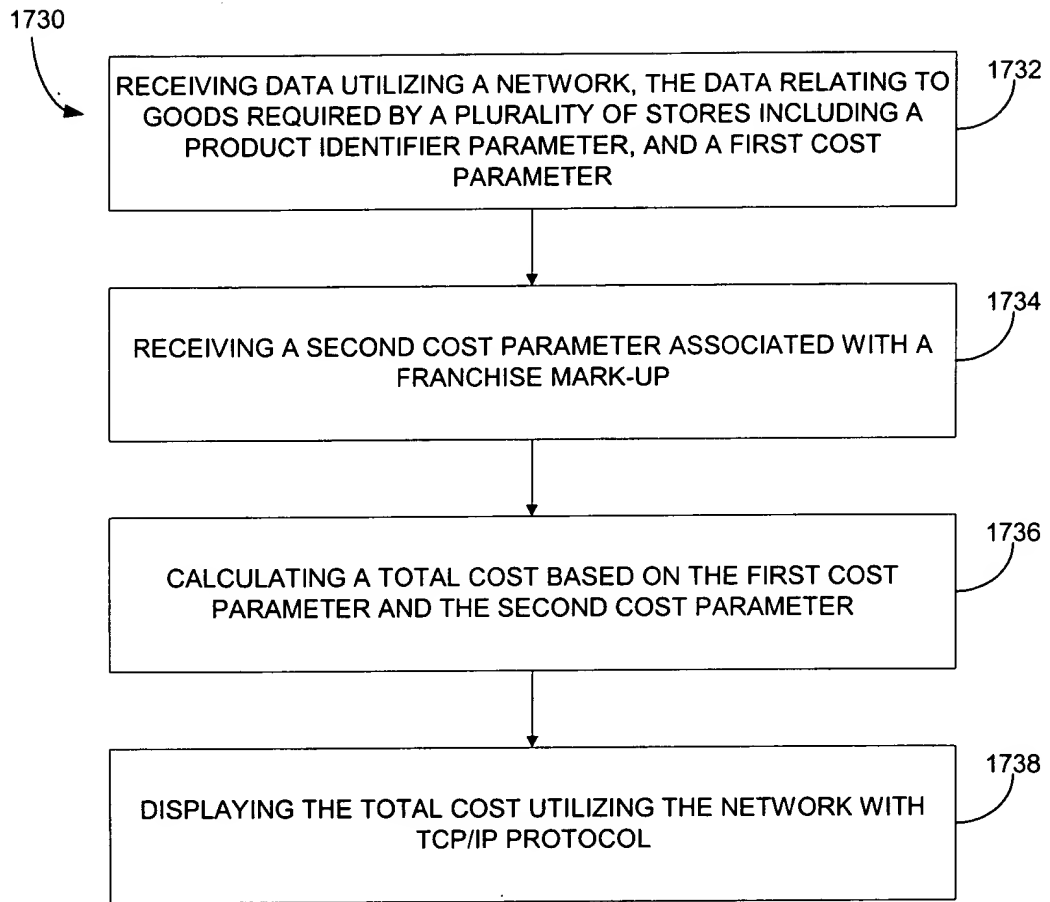 1730
RECEIVING DATA UTILIZING A NETWORK, THE DATA RELATING TO
GOODS REQUIRED BY A PLURALITY OF STORES INCLUDING A
PRODUCT IDENTIFIER PARAMETER, AND A FIRST COST
PARAMETER
1732
RECEIVING A SECOND COST PARAMETER ASSOCIATED WITH A
FRANCHISE MARK-UP
1734
CALCULATING A TOTAL COST BASED ON THE FIRST COST
PARAMETER AND THE SECOND COST PARAMETER
1736
DISPLAYING THE TOTAL COST UTILIZING THE NETWORK WITH
TCP/IP PROTOCOL
1738